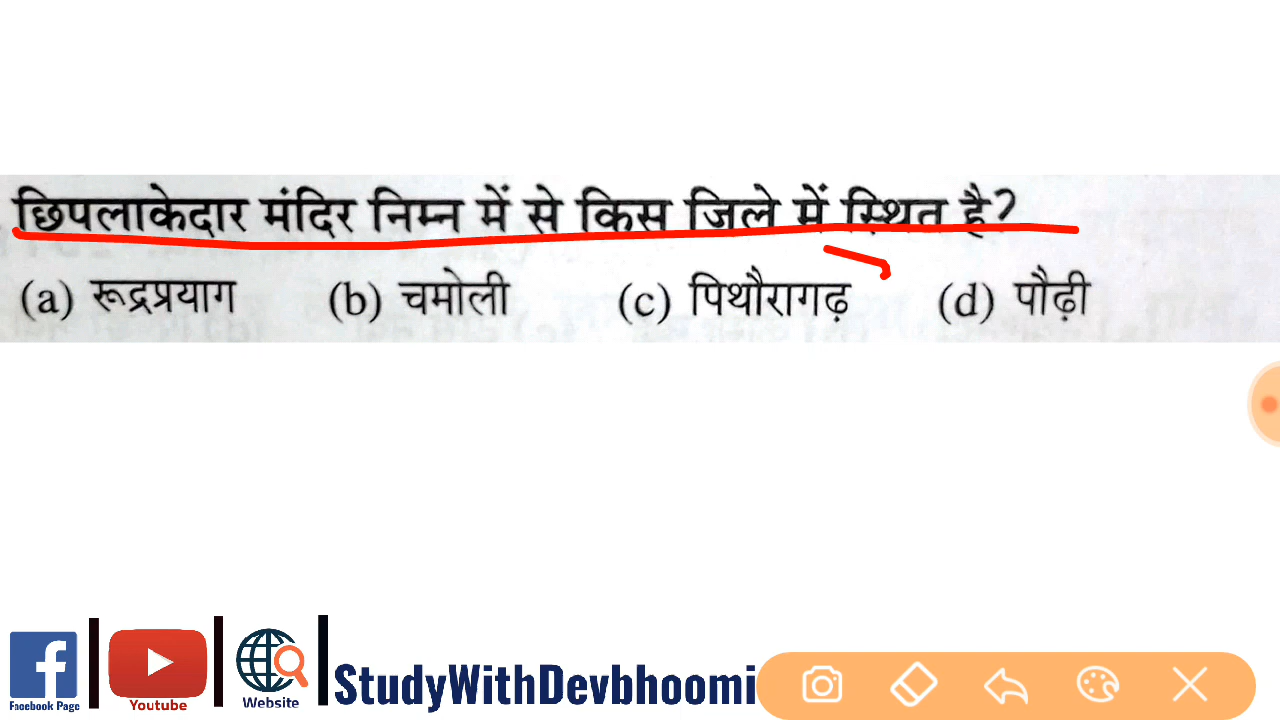 छिपलाकेदार मंदिर निम्न में से किस जिले में स्थित है?
(a) रूद्रप्रयाग (b) चमोली (c) पिथौरागढ़ (d) पौढ़ी
Facebook Page Youtube Website StudyWithDevbhoomi